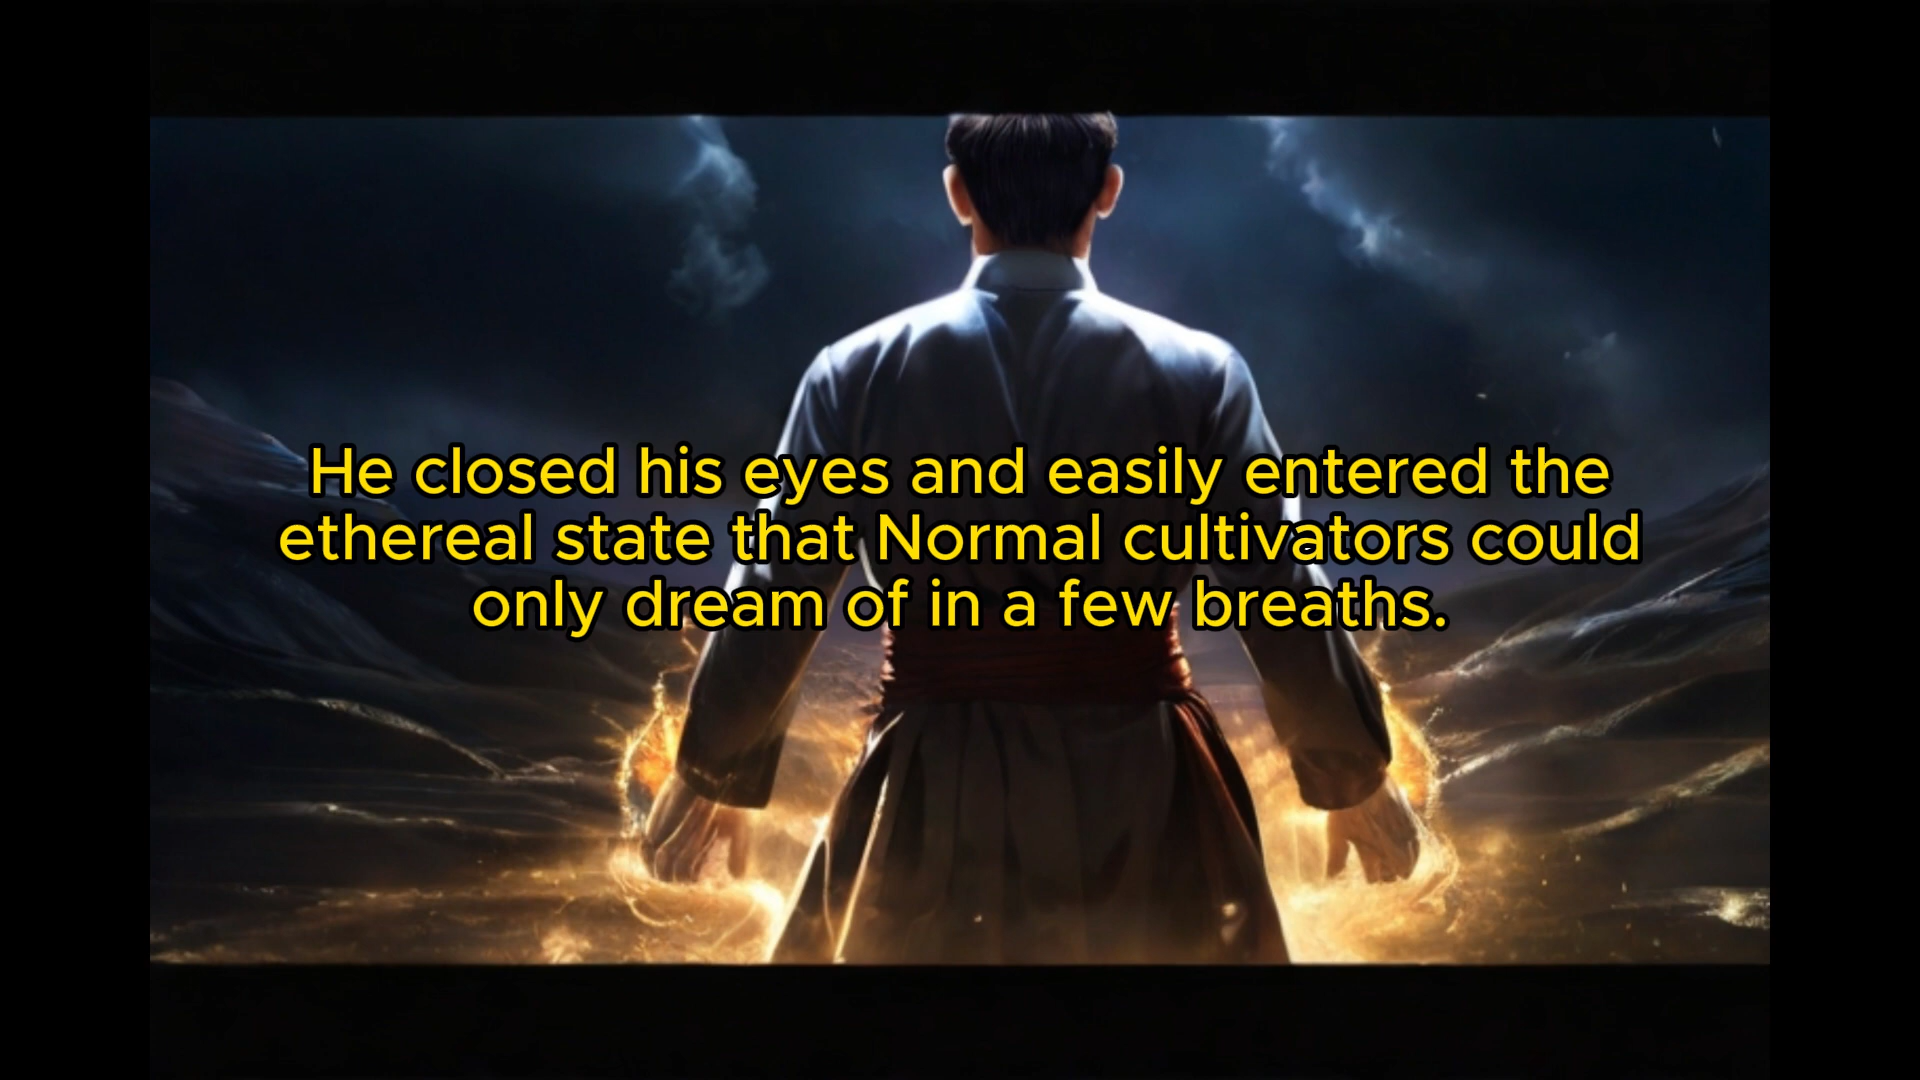 He closed his eyes and easily entered the
ethereal state that Normal cultivators could
only dream of in a few breaths.